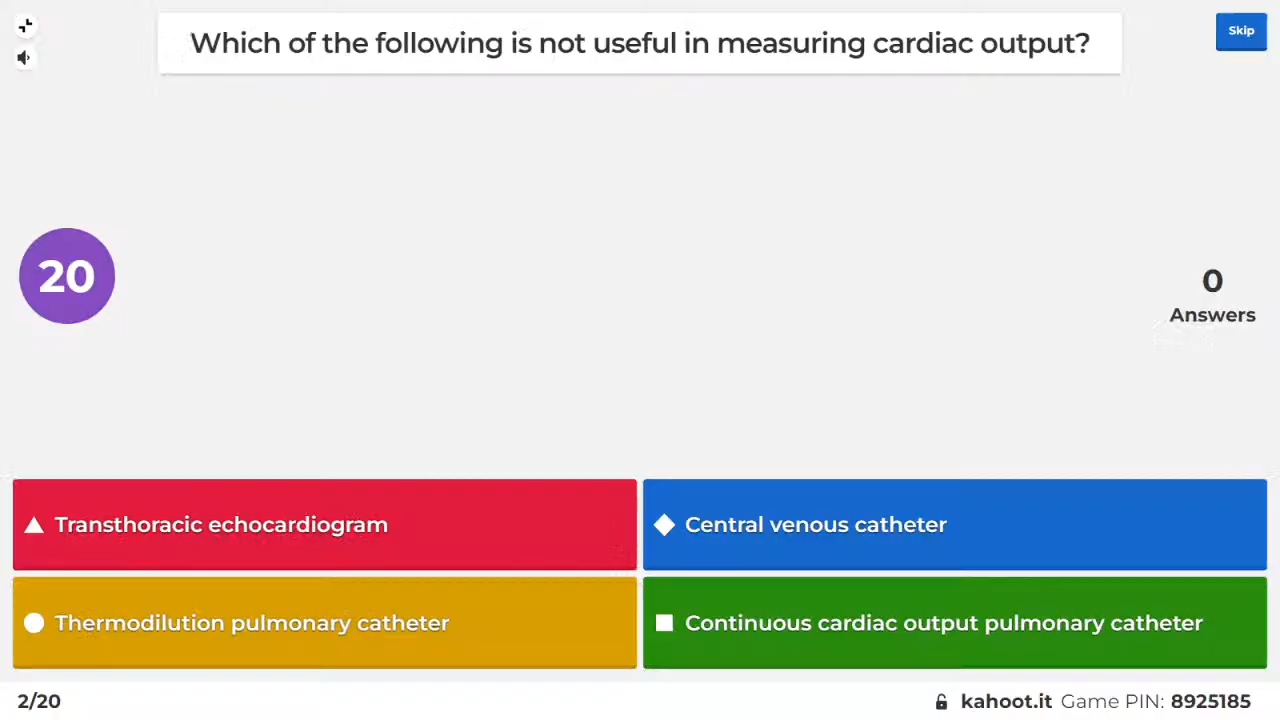 Which of the following is not useful in measuring cardiac output?
Skip
20
0
Answers
Transthoracic echocardiogram
Central venous catheter
Thermodilution pulmonary catheter
Continuous cardiac output pulmonary catheter
2/20
kahoot.it Game PIN: 8925185